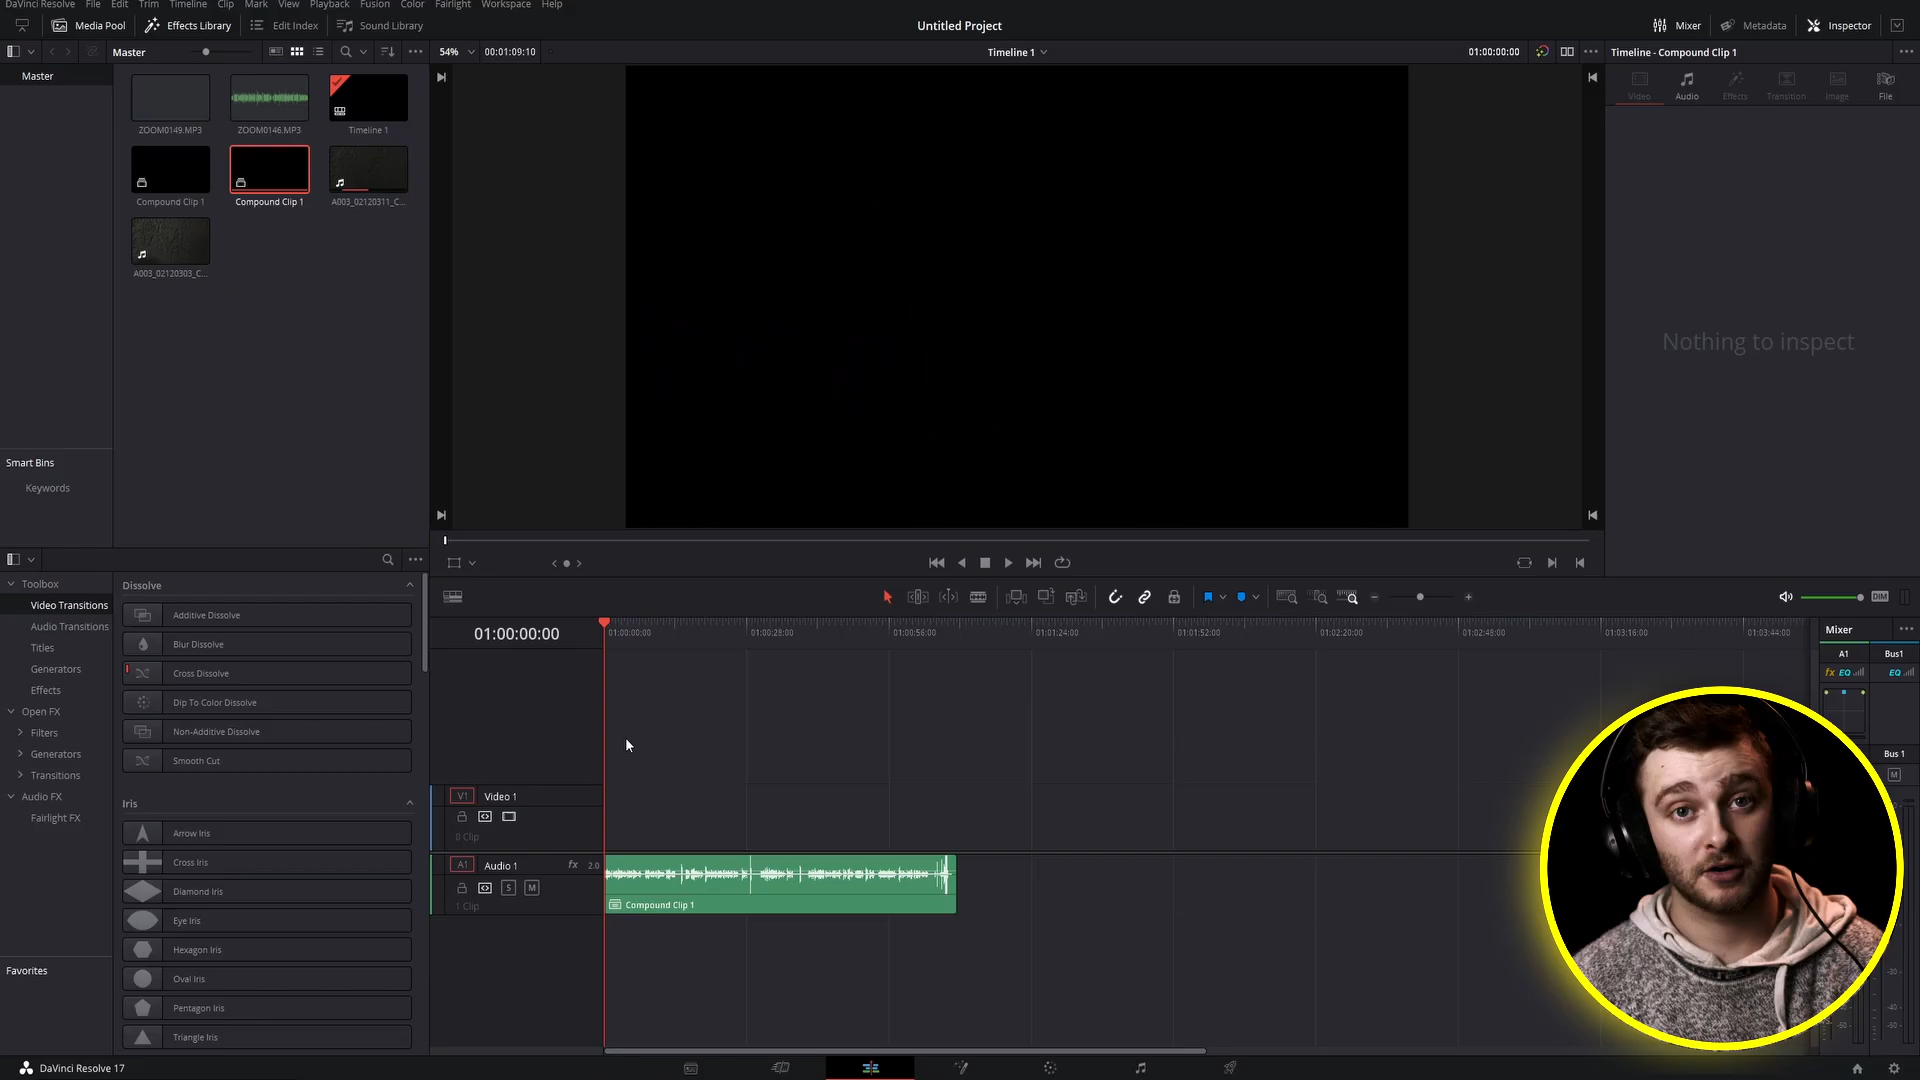 DaVinci Resolve File Edit Trim Timeline Clip Mark View Playback Fusion Color Fairlight Workspace Help
Media Pool Effects Library Edit Index Sound Library Untitled Project Mixer Metadata Inspector
Master 54% 00:01:09:10 Timeline 1 01:00:00:00 Timeline - Compound Clip 1
Master
Video Audio Effects Transition Image File
ZOOM0149.MP3 ZOOM0146.MP3 Timeline 1
Compound Clip 1 Compound Clip 1 A003_02120311_C...
A003_02120303_C...
Nothing to inspect
Smart Bins
Keywords
Toolbox
Video Transitions
Audio Transitions
Titles
Generators
Effects
Open FX
Filters
Generators
Transitions
Audio FX
Fairlight FX
Favorites
Dissolve
Additive Dissolve
Blur Dissolve
Cross Dissolve
Dip To Color Dissolve
Non-Additive Dissolve
Smooth Cut
Iris
Arrow Iris
Cross Iris
Diamond Iris
Eye Iris
Hexagon Iris
Oval Iris
Pentagon Iris
Triangle Iris
DIM
01:00:00:00 01:00:00:00 01:00:28:00 01:00:56:00 01:01:24:00 01:01:52:00 01:02:20:00 01:02:48:00 01:03:16:00 01:03:44:00
V1 Video 1
0 Clip
A1 Audio 1 fx 2.0
S M
1 Clip
Compound Clip 1
Mixer
A1 Bus1
fx EQ EQ
Bus 1
M
-30
-40
-50
-40
-50
DaVinci Resolve 17